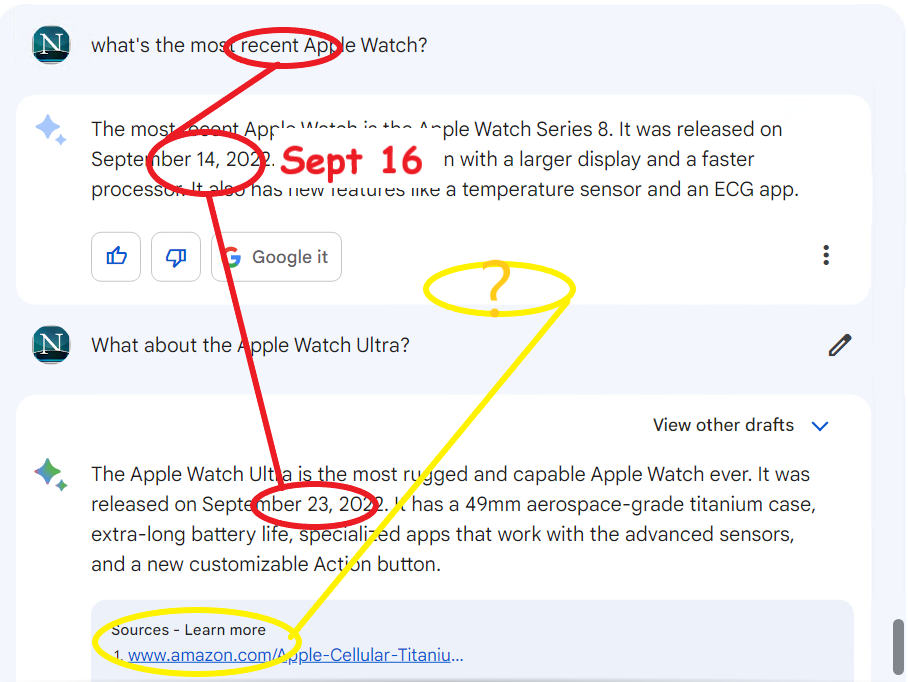 what's the most recent Apple Watch?
The most recent Apple Watch is the Apple Watch Series 8. It was released on
September 14, 2022. Sept 16 n with a larger display and a faster
processor. It also has new features like a temperature sensor and an ECG app.
Google it
?
What about the Apple Watch Ultra?
View other drafts
The Apple Watch Ultra is the most rugged and capable Apple Watch ever. It was
released on September 23, 2022. It has a 49mm aerospace-grade titanium case,
extra-long battery life, specialized apps that work with the advanced sensors,
and a new customizable Action button.
Sources - Learn more
1. www.amazon.com/Apple-Cellular-Titaniu...